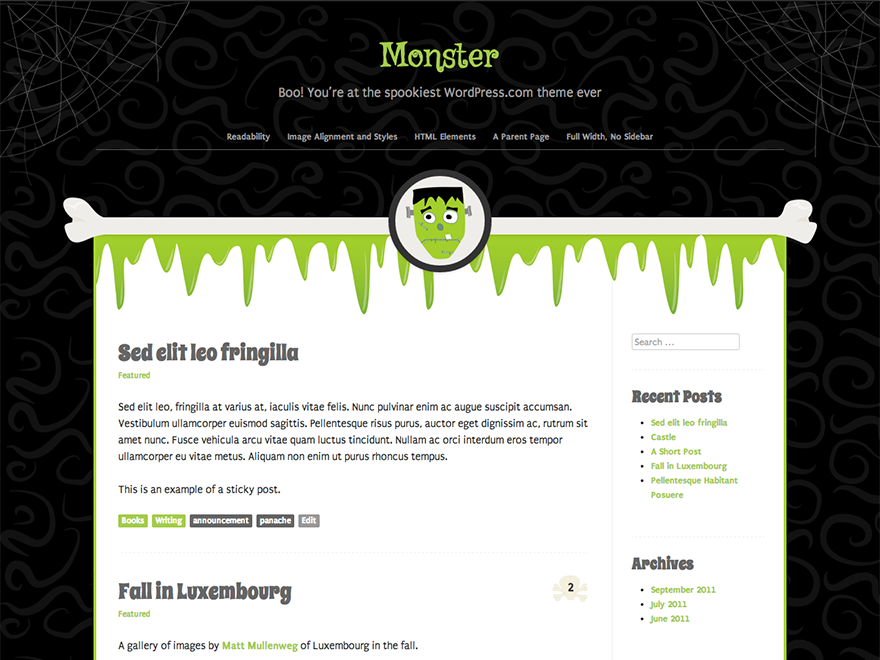 Monster
Boo! You're at the spookiest WordPress.com theme ever
Readability Image Alignment and Styles HTML Elements A Parent Page Full Width, No Sidebar
Sed elit leo fringilla
Featured
Sed elit leo, fringilla at varius at, iaculis vitae felis. Nunc pulvinar enim ac augue suscipit accumsan.
Vestibulum ullamcorper euismod sagittis. Pellentesque risus purus, auctor eget dignissim ac, rutrum sit
amet nunc. Fusce vehicula arcu vitae quam luctus tincidunt. Nullam ac orci interdum eros tempor
ullamcorper eu vitae metus. Aliquam non enim ut purus rhoncus tempus.
This is an example of a sticky post.
Books Writing announcement panache Edit
Fall in Luxembourg
2
Featured
A gallery of images by Matt Mullenweg of Luxembourg in the fall.
Search ...
Recent Posts
Sed elit leo fringilla
Castle
A Short Post
Fall in Luxembourg
Pellentesque Habitant
Posuere
Archives
September 2011
July 2011
June 2011